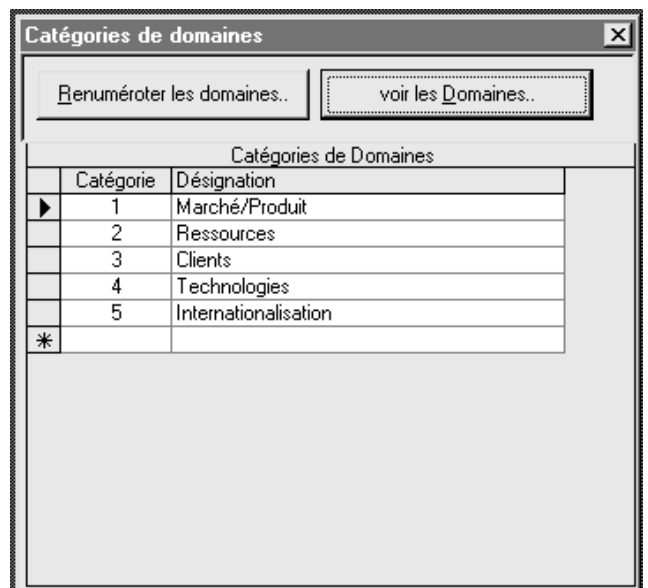 Catégories de domaines
Renuméroter les domaines.. voir les Domaines..
Catégories de Domaines
Catégorie Désignation
1 Marché/Produit
2 Ressources
3 Clients
4 Technologies
5 Internationalisation